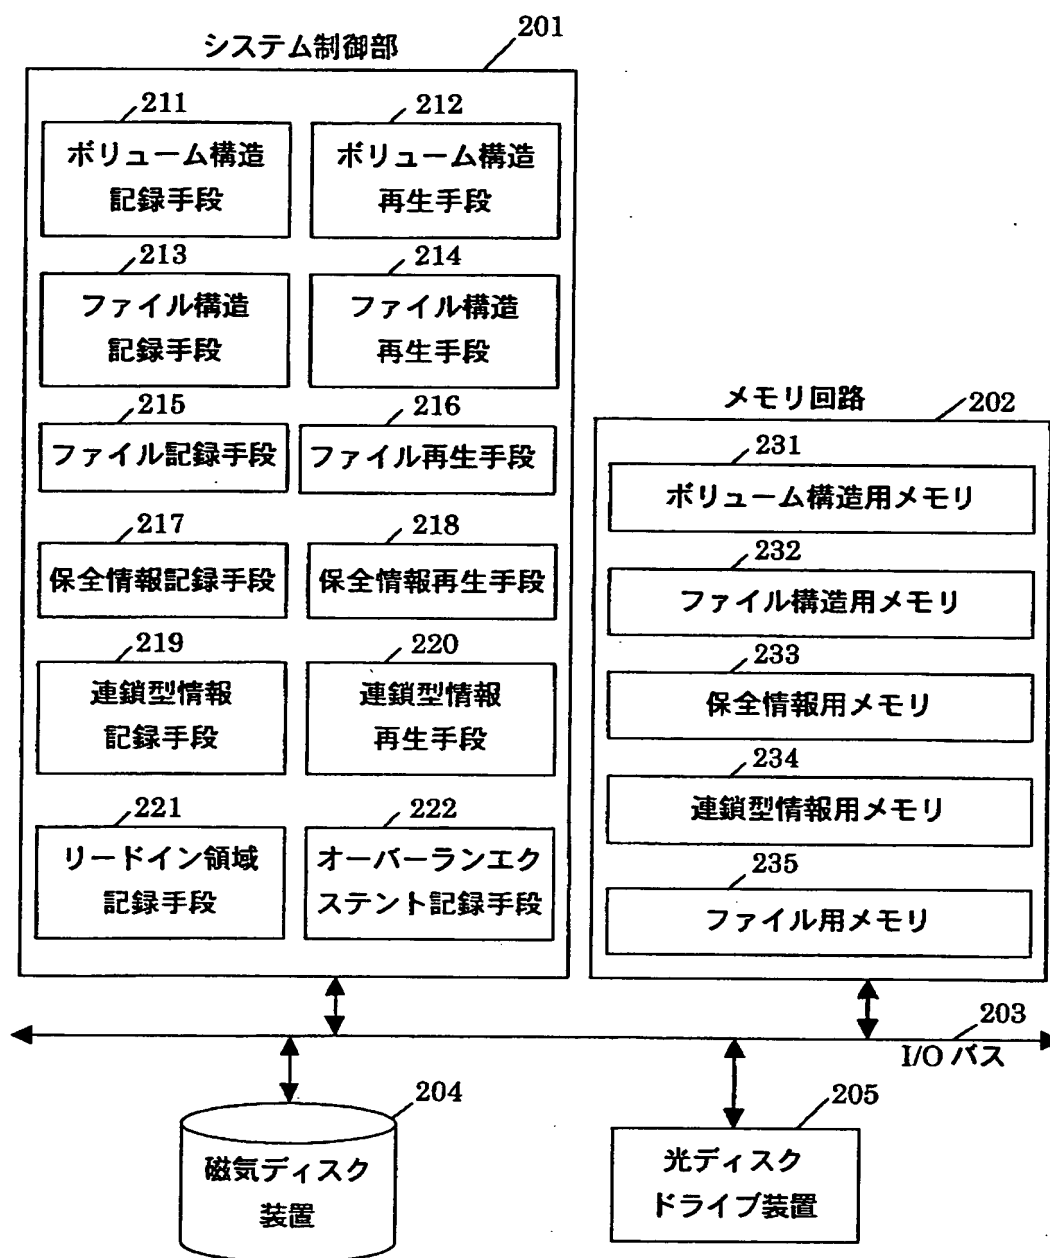 201
システム制御部
211
ボリューム構造
記録手段
212
ボリューム構造
再生手段
213
ファイル構造
記録手段
214
ファイル構造
再生手段
215
ファイル記録手段
216
ファイル再生手段
217
保全情報記録手段
218
保全情報再生手段
219
連鎖型情報
記録手段
220
連鎖型情報
再生手段
221
リードイン領域
記録手段
222
オーバーランエク
ステント記録手段
メモリ回路
202
231
ボリューム構造用メモリ
232
ファイル構造用メモリ
233
保全情報用メモリ
234
連鎖型情報用メモリ
235
ファイル用メモリ
203
I/O バス
204
磁気ディスク
装置
205
光ディスク
ドライブ装置